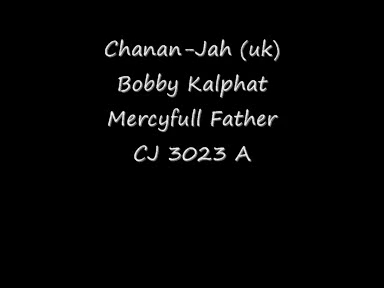 Chanan-Jah (uk)
Bobby Kalphat
Mercyfull Father
CJ 3023 A